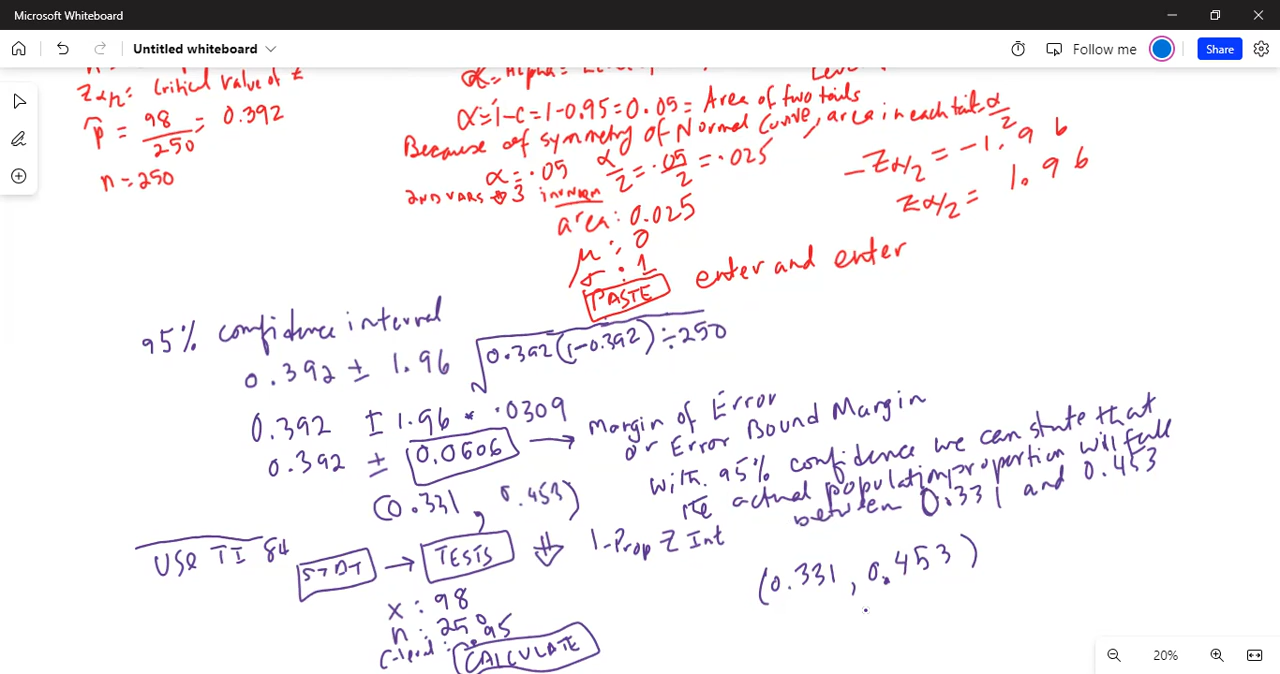 Microsoft Whiteboard
Untitled whiteboard
Follow me
Share
Zα/2 = Critical value of Z
p̂ = 98/250 = 0.392
n = 250
α = Alpha =
α = 1-C = 1-0.95 = 0.05 = Area of two tails
Because of symmetry of Normal Curve, area in each tail α/2
α = .05 α/2 = .05/2 = .025
2ND VARS ↓ 3 invNorm
area: 0.025
μ: 0
σ: 1
PASTE enter and enter
-Zα/2 = -1.96
Zα/2 = 1.96
95% confidence interval
0.392 ± 1.96 √0.392(1-0.392)÷250
0.392 ± 1.96 * .0309
0.392 ± 0.0606 → Margin of Error
or Error Bound Margin
(0.331, 0.453)
with 95% confidence we can state that
the actual population proportion will fall
between 0.331 and 0.453
USE TI 84
STAT → TESTS ↓ 1-Prop Z Int
x: 98
n: 250
C-level: 0.95
CALCULATE
(0.331, 0.453)
20%